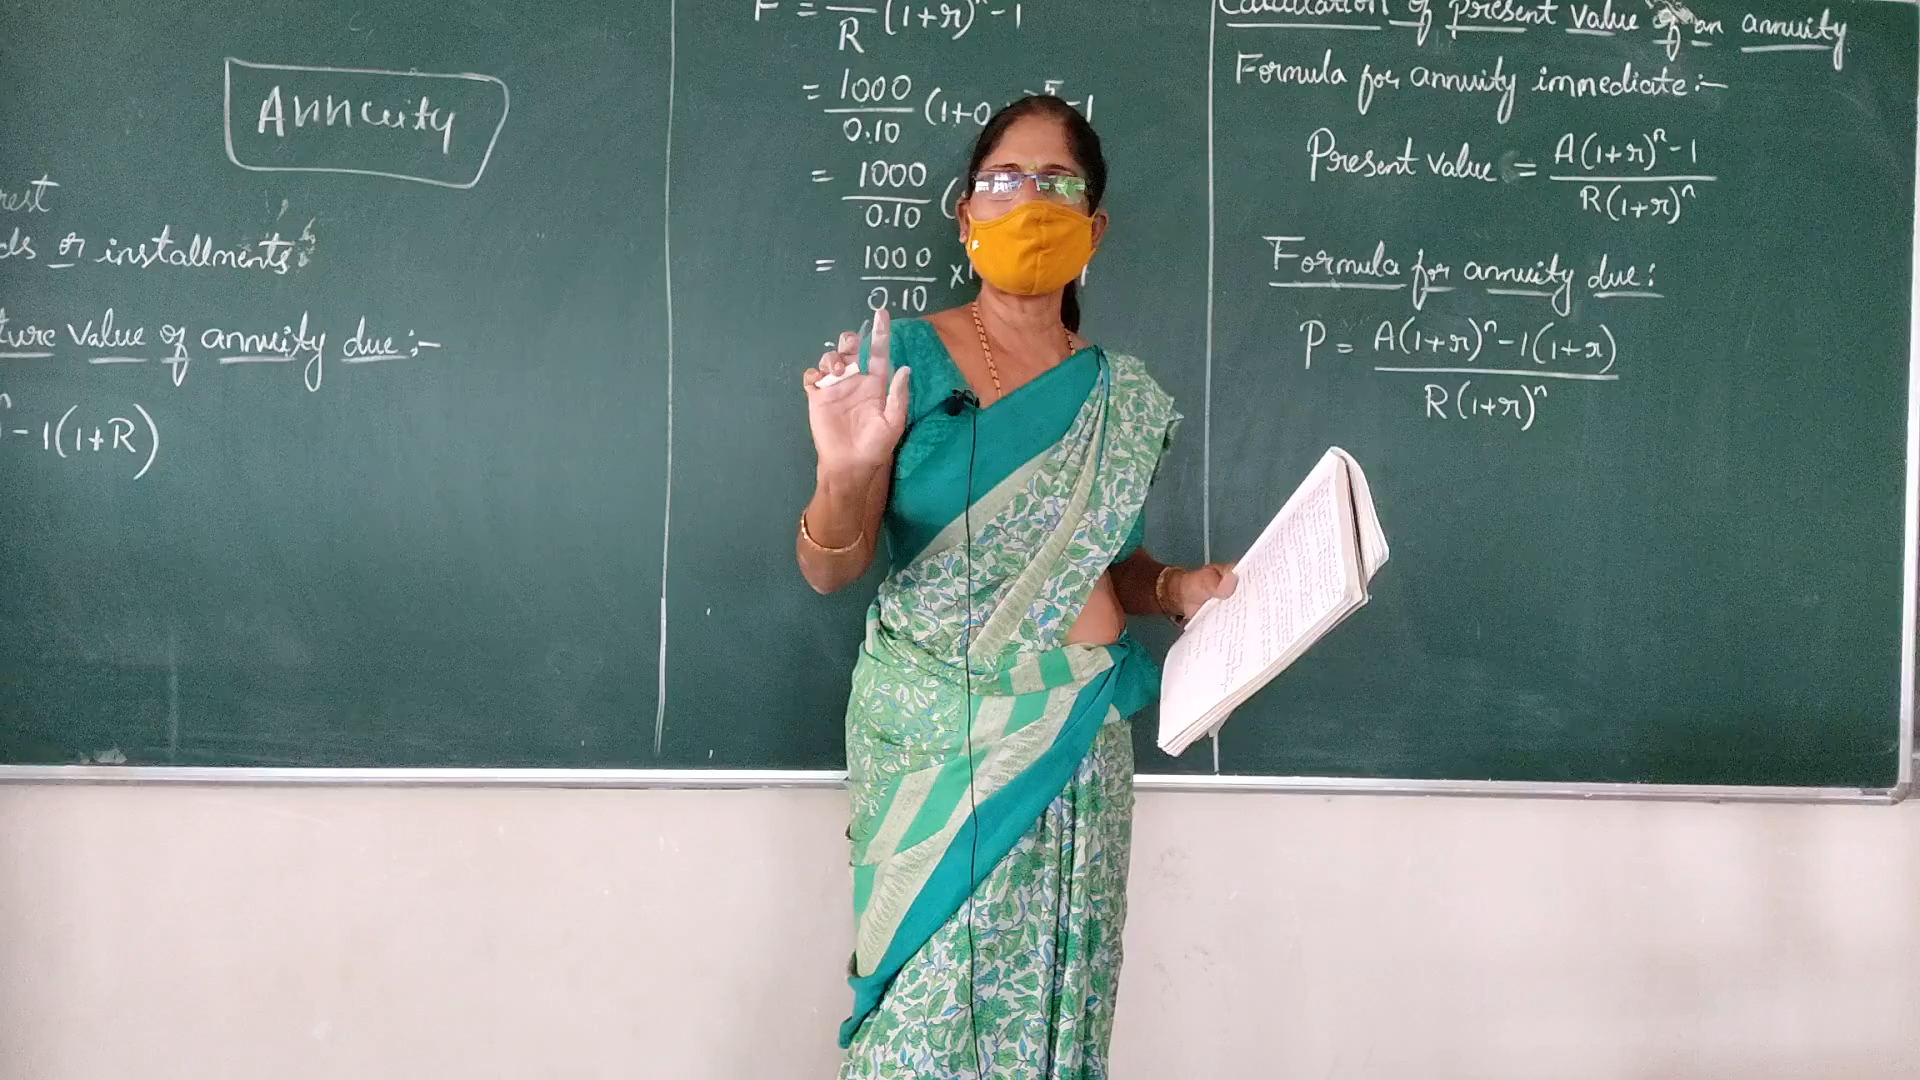 Annuity
rest
ds or installments.
ture value of annuity due :-
n - 1(1+R)
F = / R (1+r)^n - 1
= 1000 / 0.10 (1+0 5 - 1
= 1000 / 0.10 (
= 1000 / 0.10 x
Calculation of present value of an annuity
Formula for annuity immediate :-
Present value = A(1+r)^n - 1 / R(1+r)^n
Formula for annuity due :
P = A(1+r)^n - 1(1+r) / R(1+r)^n